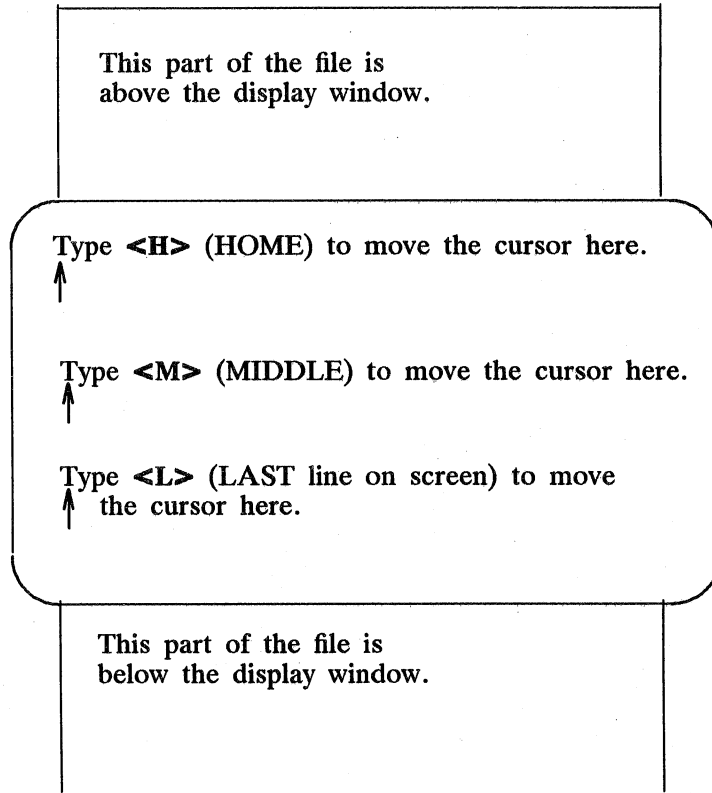 This part of the file is
above the display window.
Type <H> (HOME) to move the cursor here.
Type <M> (MIDDLE) to move the cursor here.
Type <L> (LAST line on screen) to move
the cursor here.
This part of the file is
below the display window.